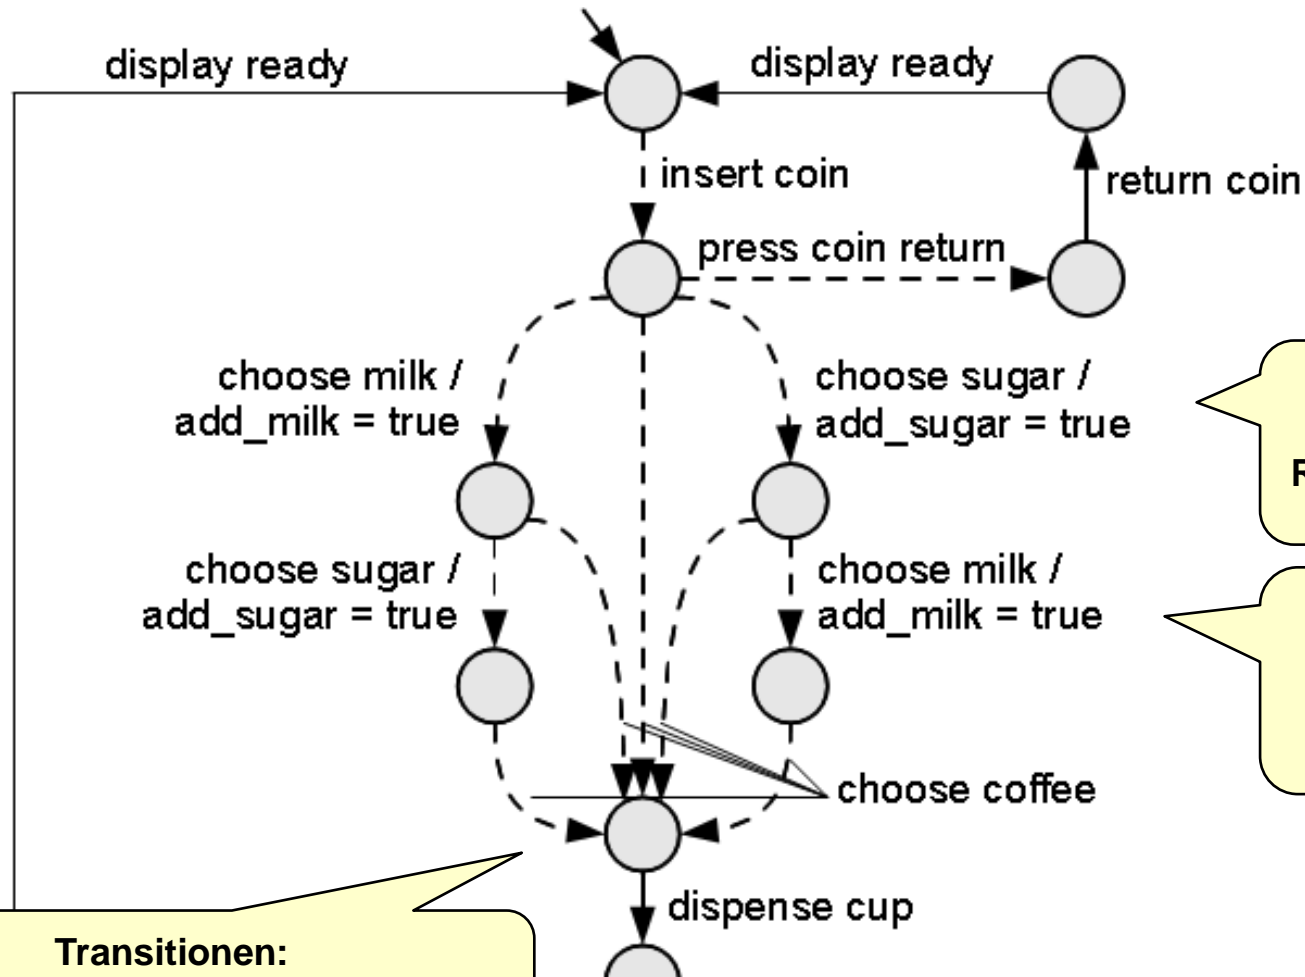 display ready
display ready
insert coin
return coin
press coin return
choose milk /
add_milk = true
choose sugar /
add_sugar = true
R
choose sugar /
add_sugar = true
choose milk /
add_milk = true
choose coffee
dispense cup
Transitionen: